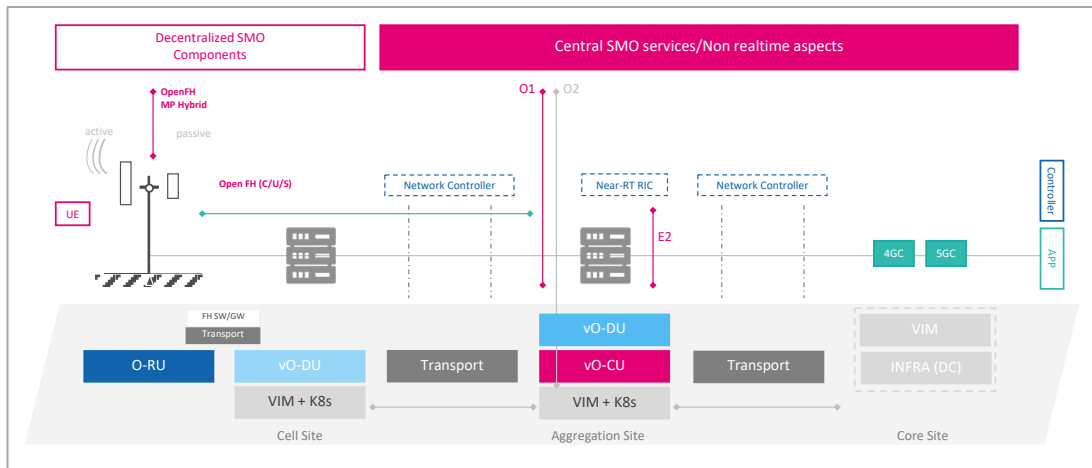 Decentralized SMO
Components
Central SMO services/Non realtime aspects
OpenFH
MP Hybrid
O1
O2
active
passive
Open FH (C/U/S)
Network Controller
Near-RT RIC
Network Controller
Controller
UE
E2
4GC
5GC
APP
FH SW/GW
Transport
vO-DU
VIM
O-RU
vO-DU
Transport
vO-CU
Transport
INFRA (DC)
VIM + K8s
VIM + K8s
Cell Site
Aggregation Site
Core Site